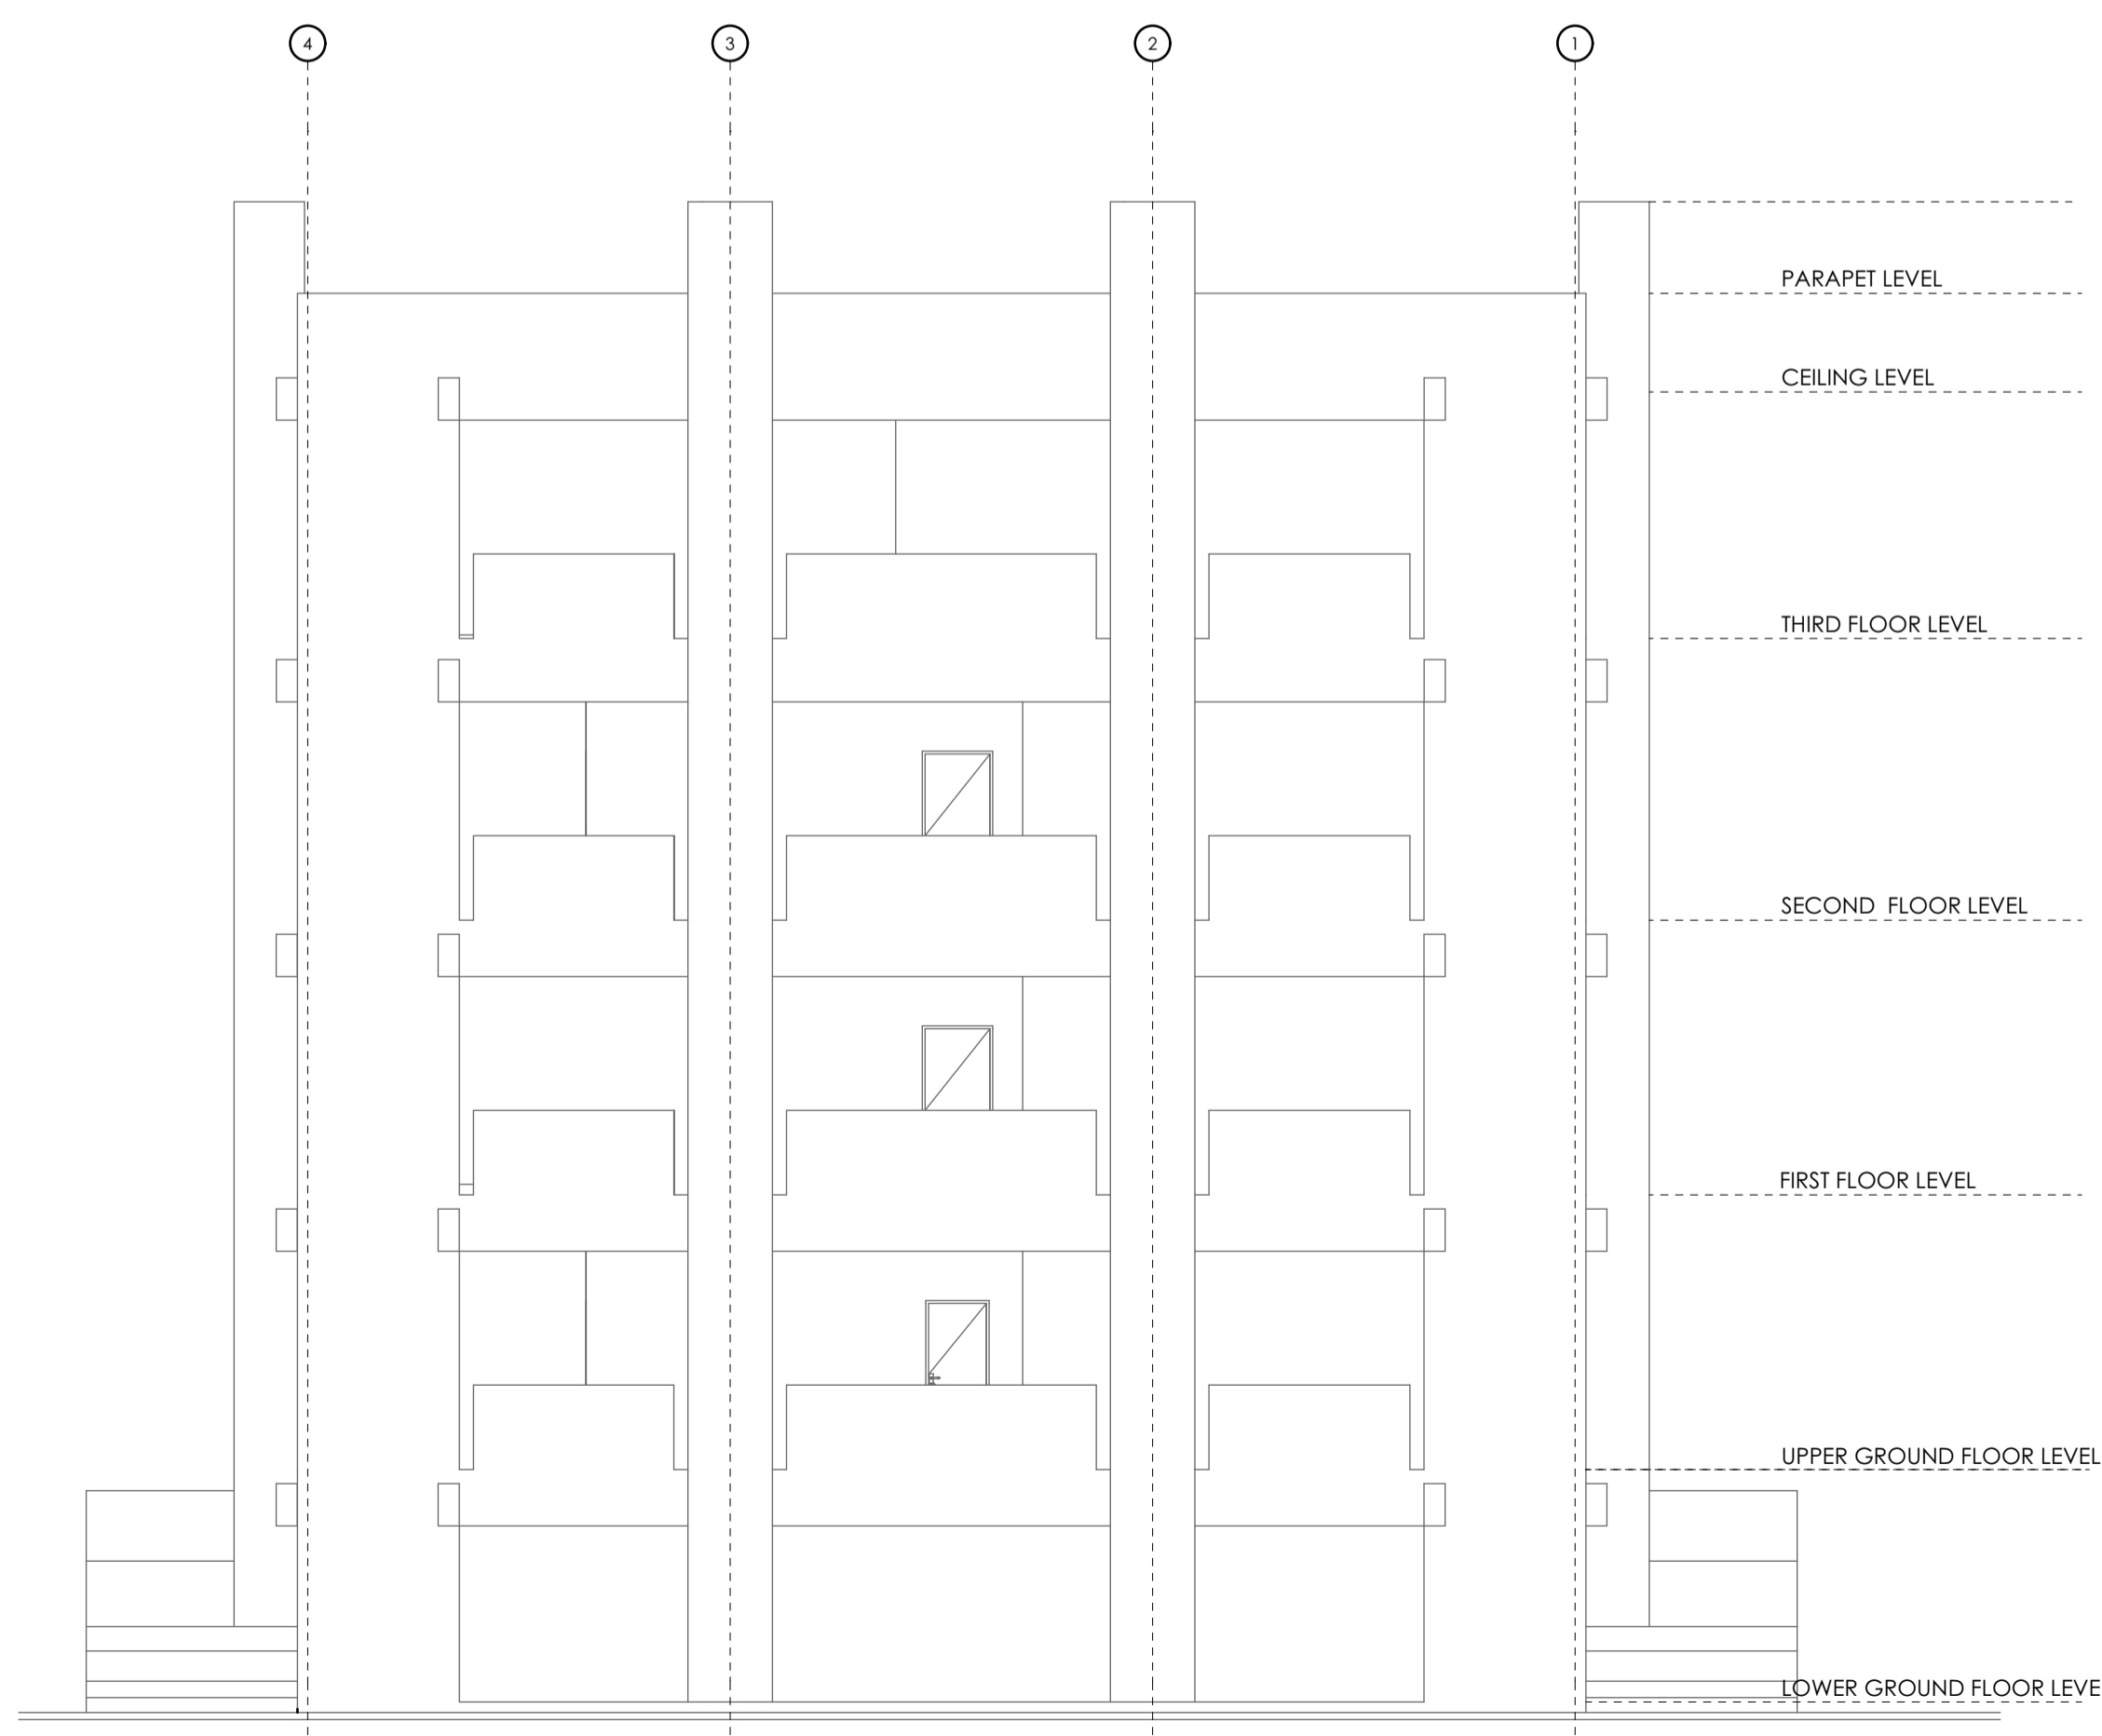 4 3 2 1
PARAPET LEVEL
CEILING LEVEL
THIRD FLOOR LEVEL
SECOND FLOOR LEVEL
FIRST FLOOR LEVEL
UPPER GROUND FLOOR LEVEL
LOWER GROUND FLOOR LEVE